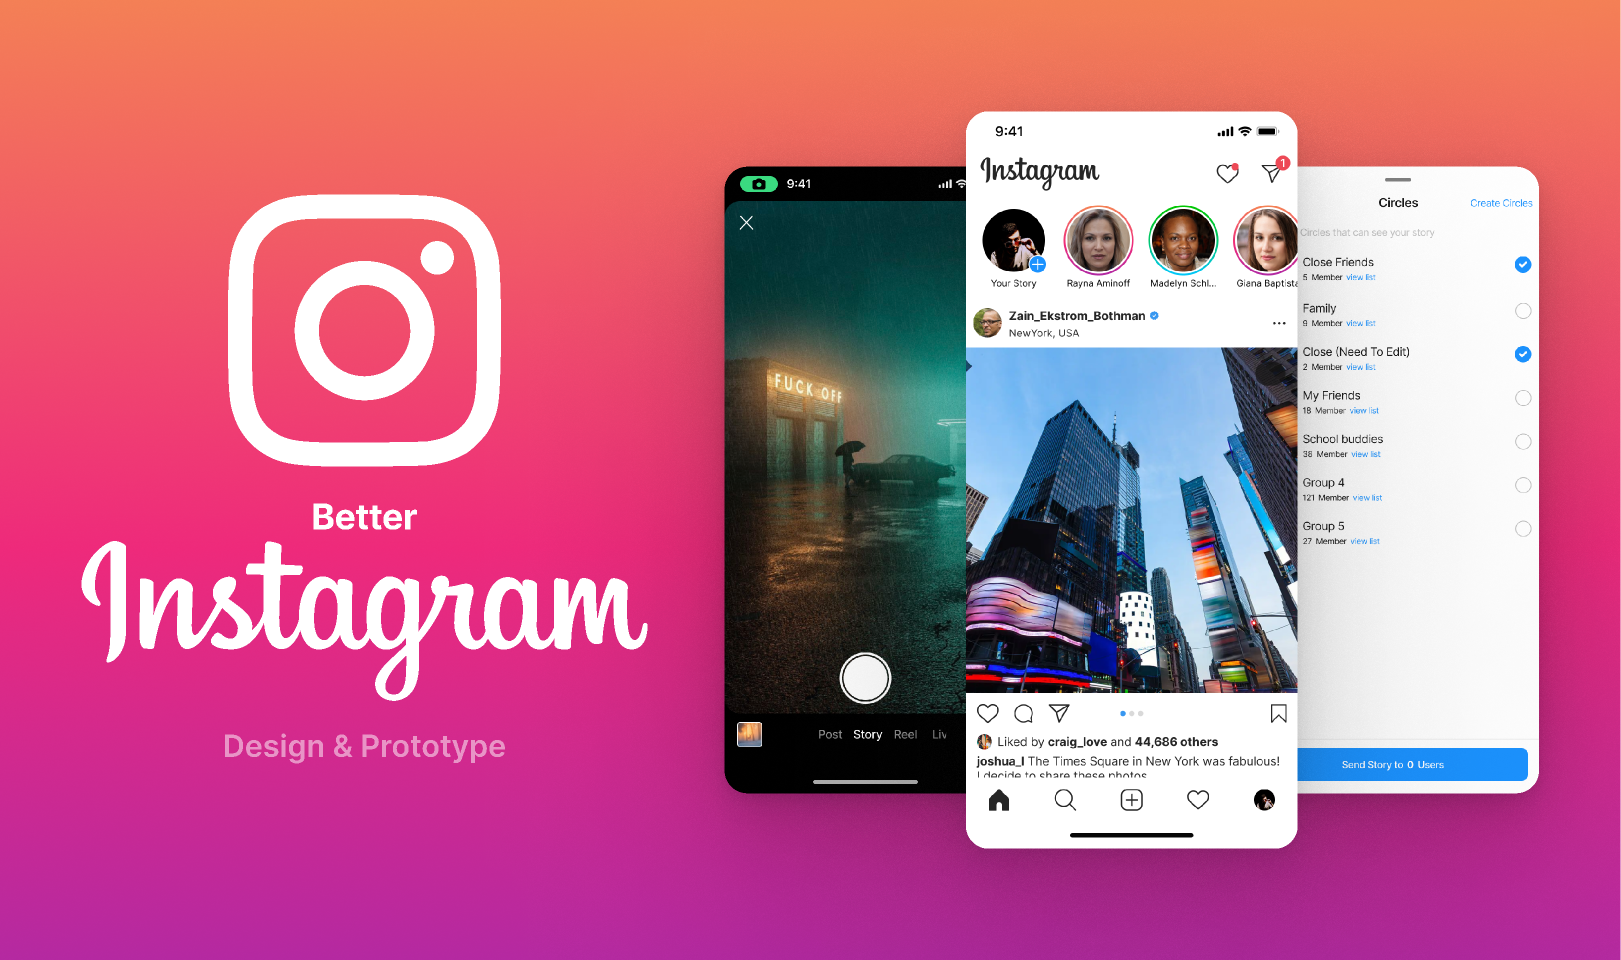 Better
Instagram
Design & Prototype
9:41
FUCK OFF
Post Story Reel Liv
9:41
Instagram
1
Your Story
Rayna Aminoff
Madelyn Schl...
Giana Baptista
Zain_Ekstrom_Bothman
NewYork, USA
Liked by craig_love and 44,686 others
joshua_l The Times Square in New York was fabulous!
I decide to share these photos
Circles
Create Circles
Circles that can see your story
Close Friends
5 Member view list
Family
9 Member view list
Close (Need To Edit)
2 Member view list
My Friends
18 Member view list
School buddies
38 Member view list
Group 4
121 Member view list
Group 5
27 Member view list
Send Story to 0 Users